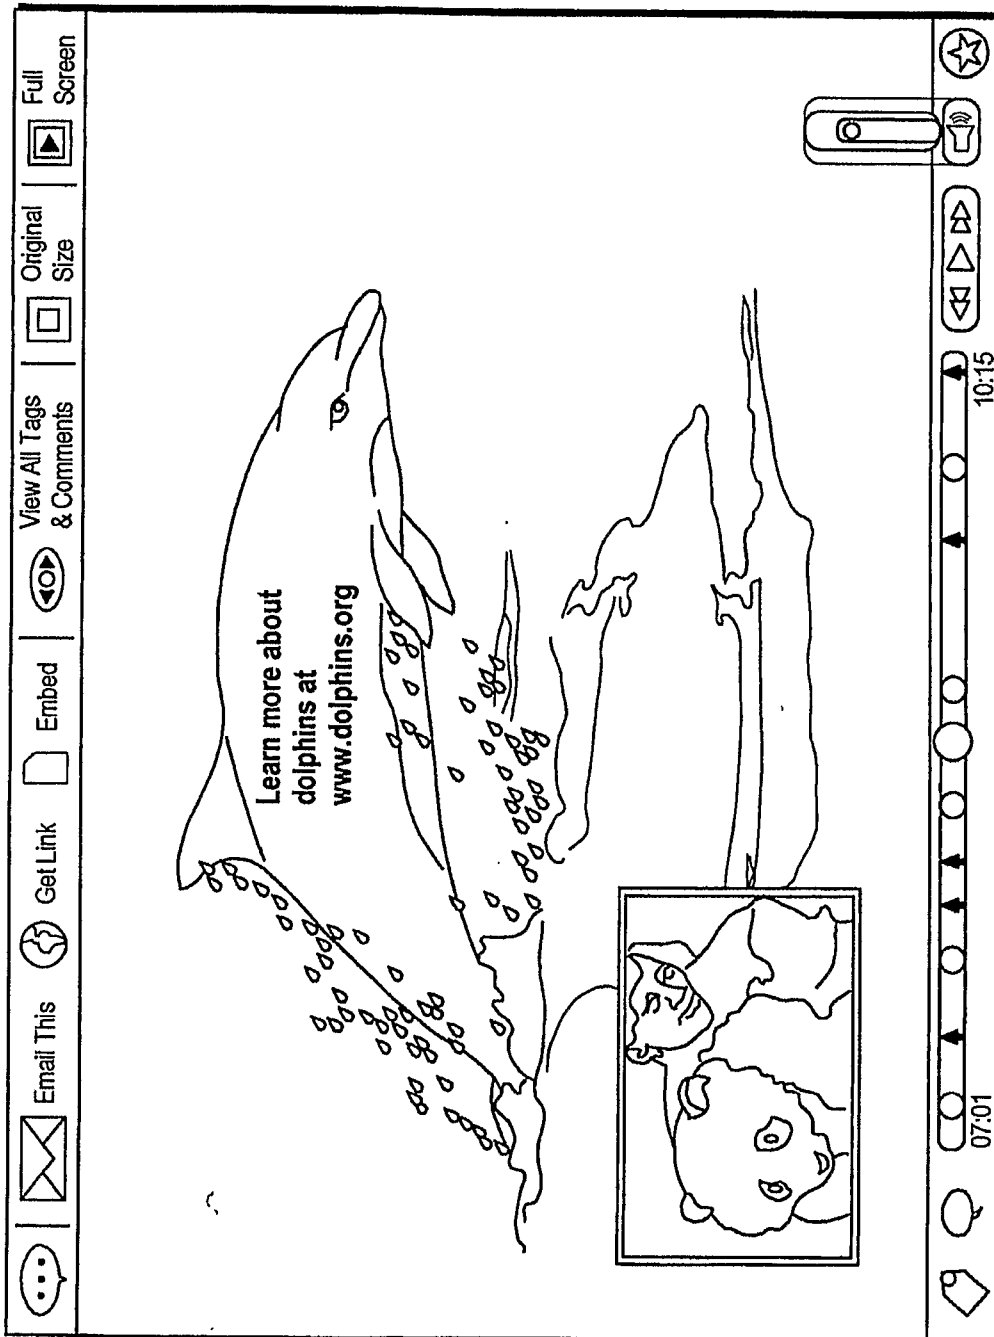 Email This
Get Link
Embed
View All Tags
& Comments
Original
Size
Full
Screen
Learn more about
dolphins at
www.dolphins.org
07:01
10:15